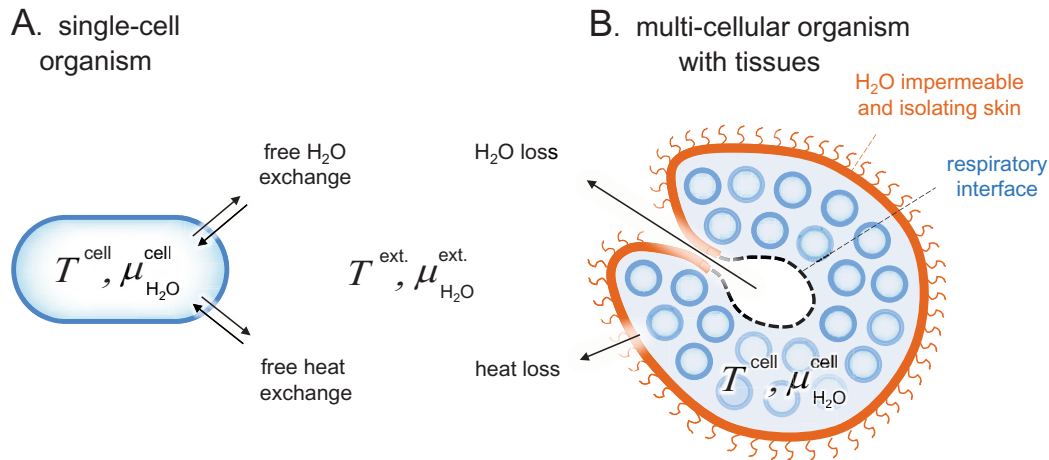 A. single-cell
organism
free H₂O
exchange
T^cell, μ^cell_H₂O
free heat
exchange
T^ext., μ^ext._H₂O
B. multi-cellular organism
with tissues
H₂O impermeable
and isolating skin
H₂O loss
respiratory
interface
heat loss
T^cell, μ^cell_H₂O